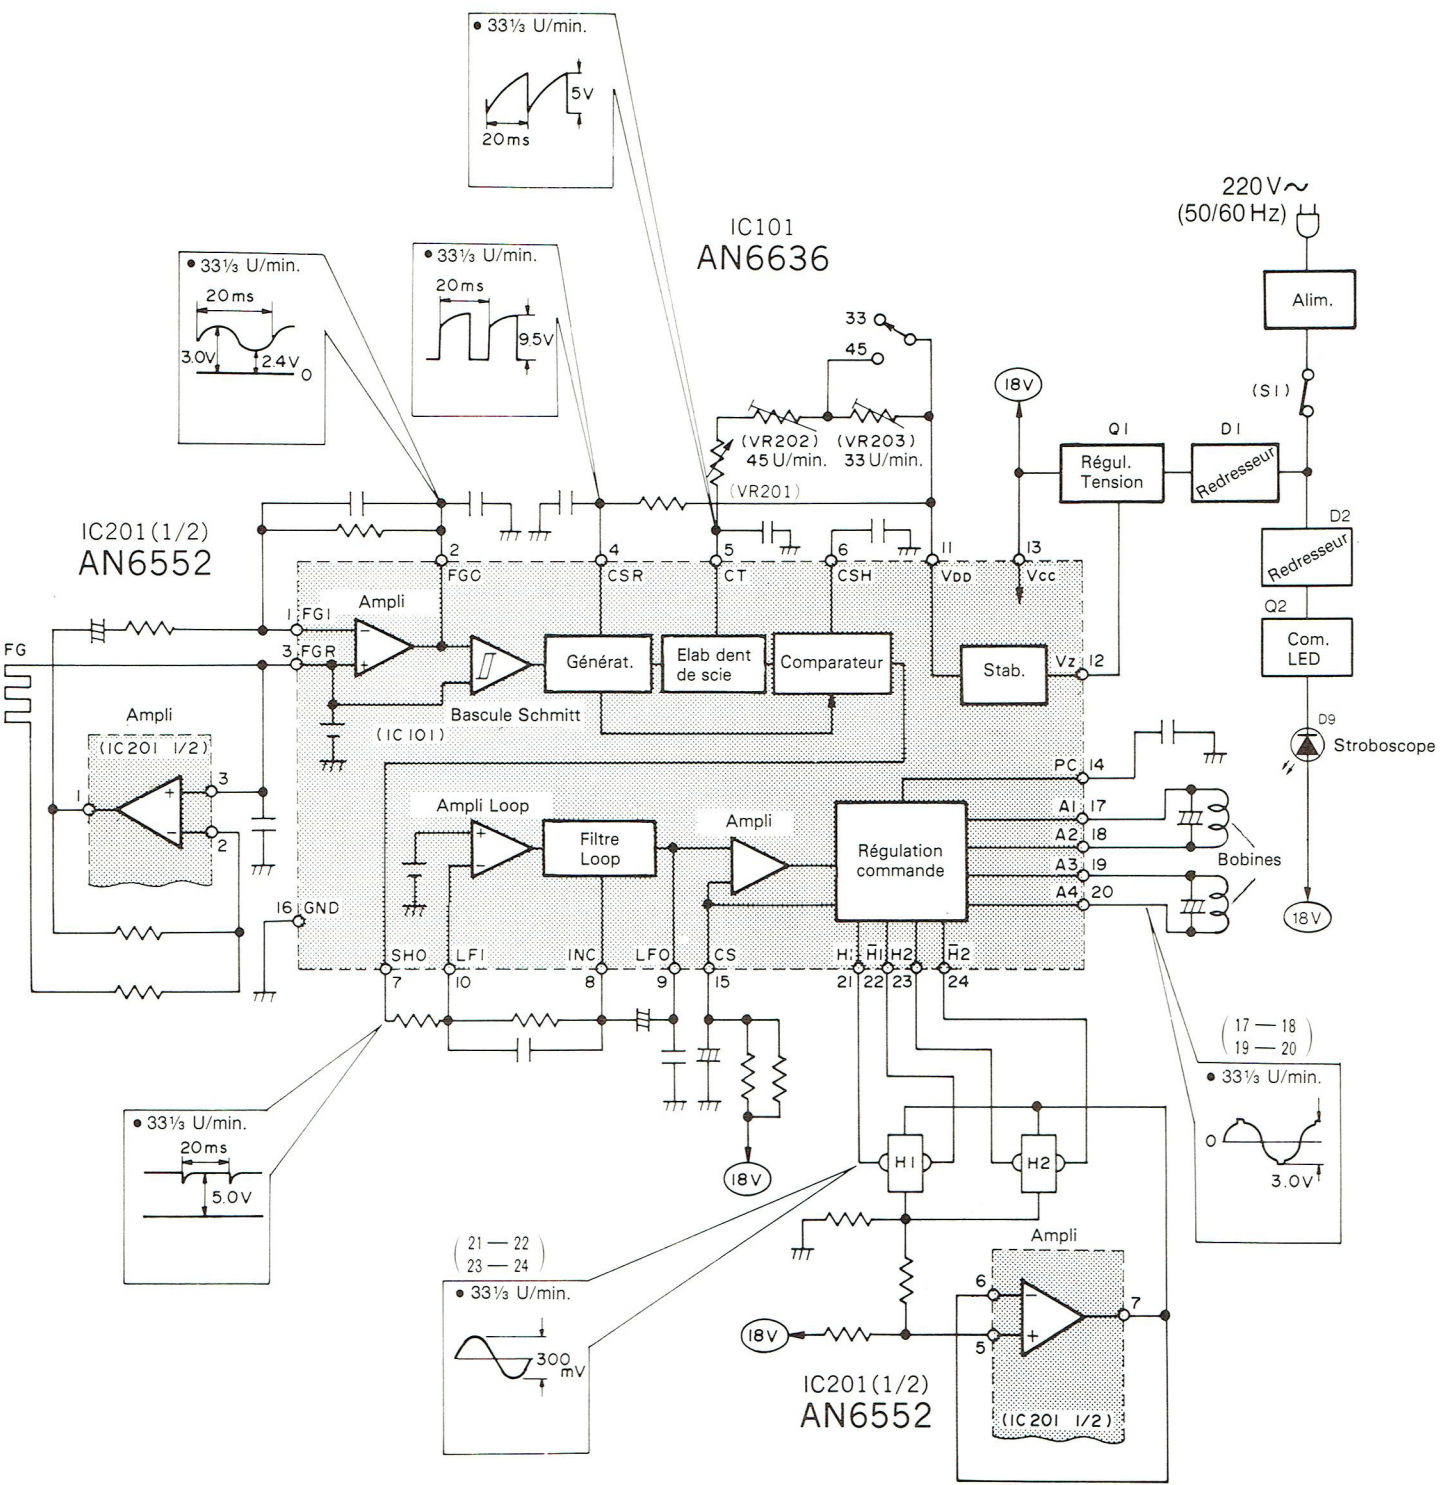 ● 33⅓ U/min.
5V
20ms
220V~
(50/60Hz)
IC101
AN6636
● 33⅓ U/min.
20ms
3.0V
2.4V
0
● 33⅓ U/min.
20ms
9.5V
Alim.
33
45
18V
(S1)
(VR202)
45U/min.
(VR203)
33U/min.
(VR201)
Q1
Régul.
Tension
D1
Redresseur
D2
Redresseur
Q2
Com.
LED
D9
Stroboscope
18V
IC201(1/2)
AN6552
2
FGO
4
CSR
5
CT
6
CSH
11
VDD
13
VCC
Ampli
1
FGI
3
FGR
−
+
Générat.
Elab dent
de scie
Comparateur
Stab.
VZ
12
Bascule Schmitt
(IC101)
FG
Ampli
(IC201 1/2)
1
3
2
+
−
Ampli Loop
+
−
Filtre
Loop
Ampli
Régulation
commande
PC
14
A1
17
A2
18
A3
19
A4
20
Bobines
16
GND
SHO
7
LFI
10
INC
8
LFO
9
CS
15
H1
21
H̅1
22
H2
23
H̅2
24
18V
(17 — 18
19 — 20)
● 33⅓ U/min.
0
3.0V
● 33⅓ U/min.
20ms
5.0V
H1
H2
(21 — 22
23 — 24)
● 33⅓ U/min.
300
mV
Ampli
6
5
7
−
+
18V
(IC201 1/2)
IC201(1/2)
AN6552